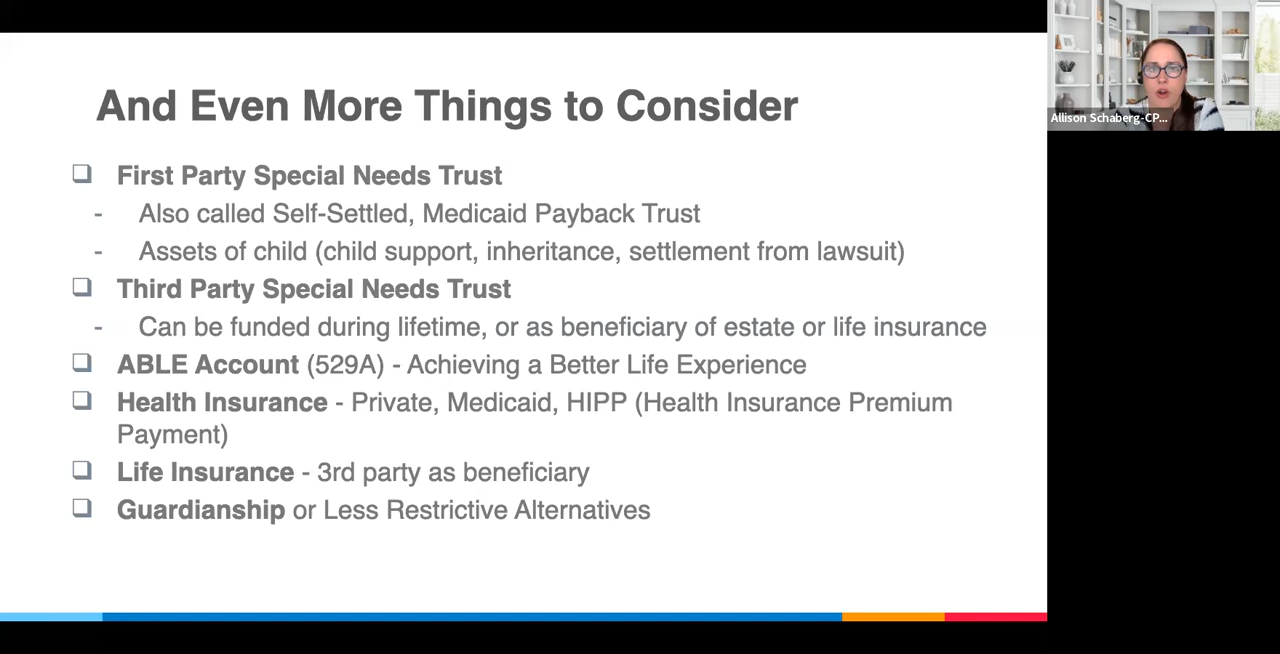 And Even More Things to Consider
❑ First Party Special Needs Trust
- Also called Self-Settled, Medicaid Payback Trust
- Assets of child (child support, inheritance, settlement from lawsuit)
❑ Third Party Special Needs Trust
- Can be funded during lifetime, or as beneficiary of estate or life insurance
❑ ABLE Account (529A) - Achieving a Better Life Experience
❑ Health Insurance - Private, Medicaid, HIPP (Health Insurance Premium
Payment)
❑ Life Insurance - 3rd party as beneficiary
❑ Guardianship or Less Restrictive Alternatives
Allison Schaberg-CP...